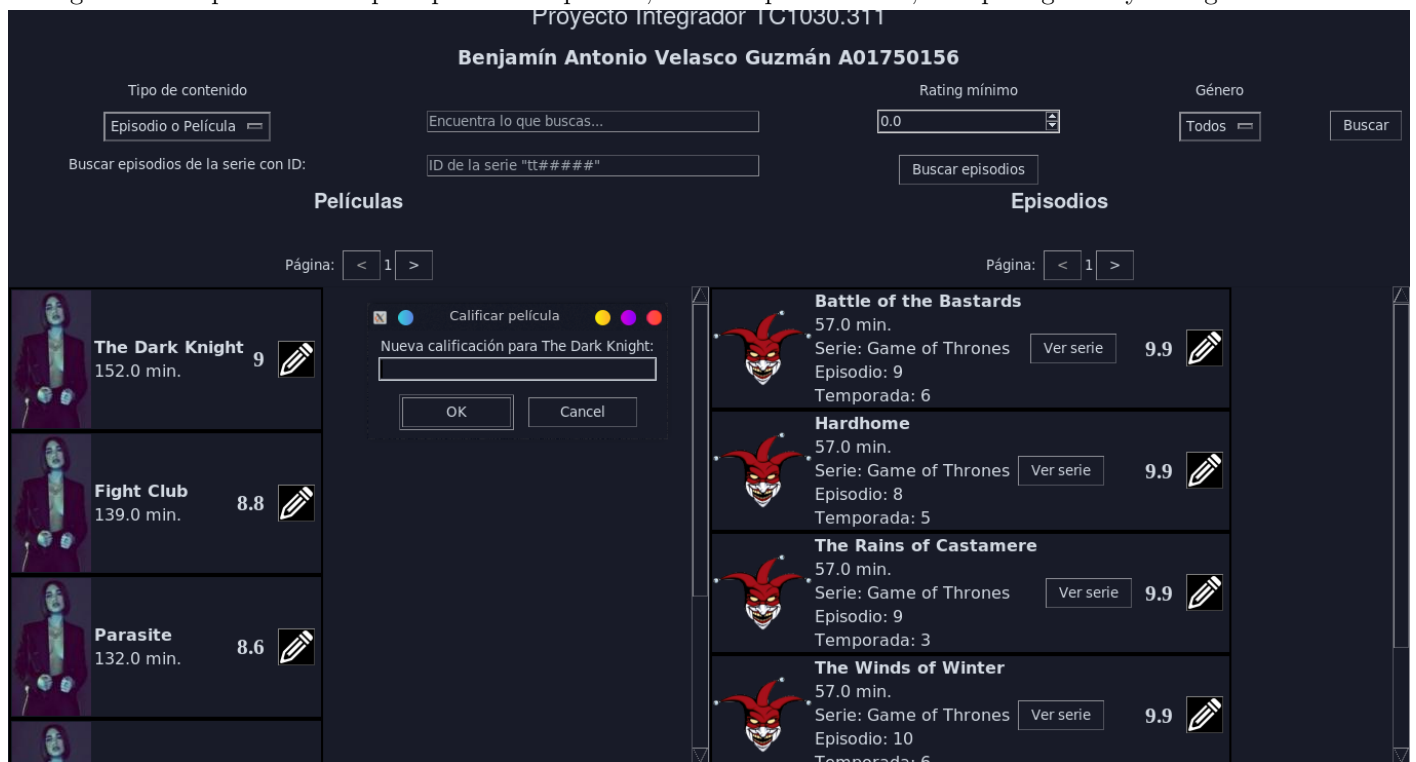 Proyecto Integrador TC1030.311
Benjamín Antonio Velasco Guzmán A01750156
Tipo de contenido
Rating mínimo
Género
Episodio o Película
Encuentra lo que buscas...
0.0
Todos
Buscar
Buscar episodios de la serie con ID:
ID de la serie "tt#####"
Buscar episodios
Películas
Episodios
Página: < 1 >
Página: < 1 >
The Dark Knight
152.0 min.
9
Fight Club
139.0 min.
8.8
Parasite
132.0 min.
8.6
Calificar película
Nueva calificación para The Dark Knight:
OK
Cancel
Battle of the Bastards
57.0 min.
Serie: Game of Thrones
Episodio: 9
Temporada: 6
Ver serie
9.9
Hardhome
57.0 min.
Serie: Game of Thrones
Episodio: 8
Temporada: 5
Ver serie
9.9
The Rains of Castamere
57.0 min.
Serie: Game of Thrones
Episodio: 9
Temporada: 3
Ver serie
9.9
The Winds of Winter
57.0 min.
Serie: Game of Thrones
Episodio: 10
Temporada: 6
Ver serie
9.9